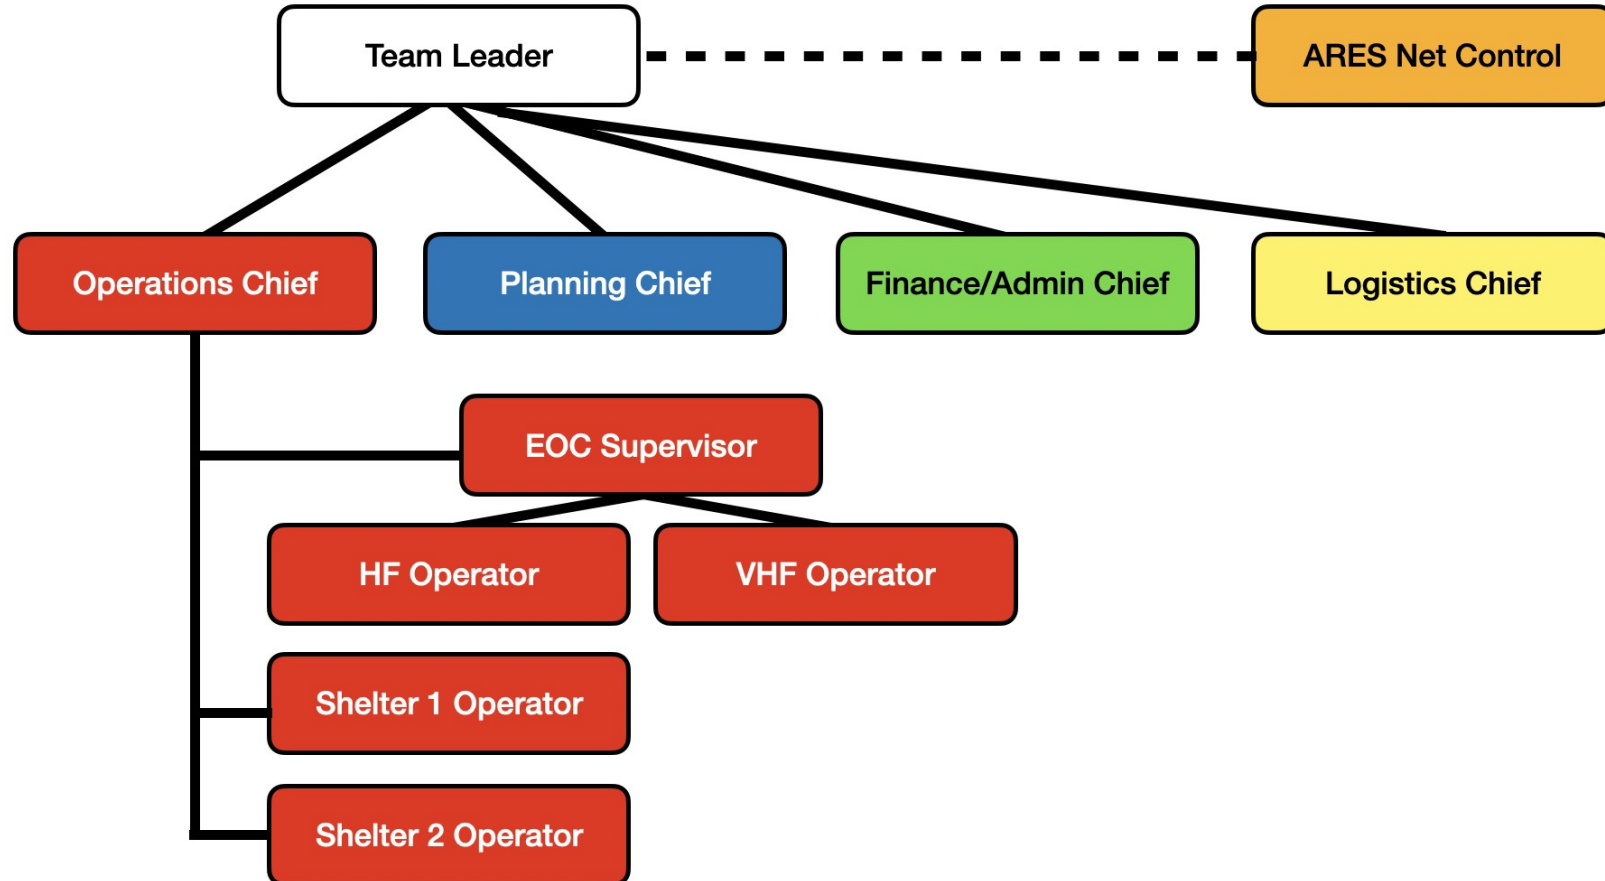 Team Leader
ARES Net Control
Operations Chief
Planning Chief
Finance/Admin Chief
Logistics Chief
EOC Supervisor
HF Operator
VHF Operator
Shelter 1 Operator
Shelter 2 Operator